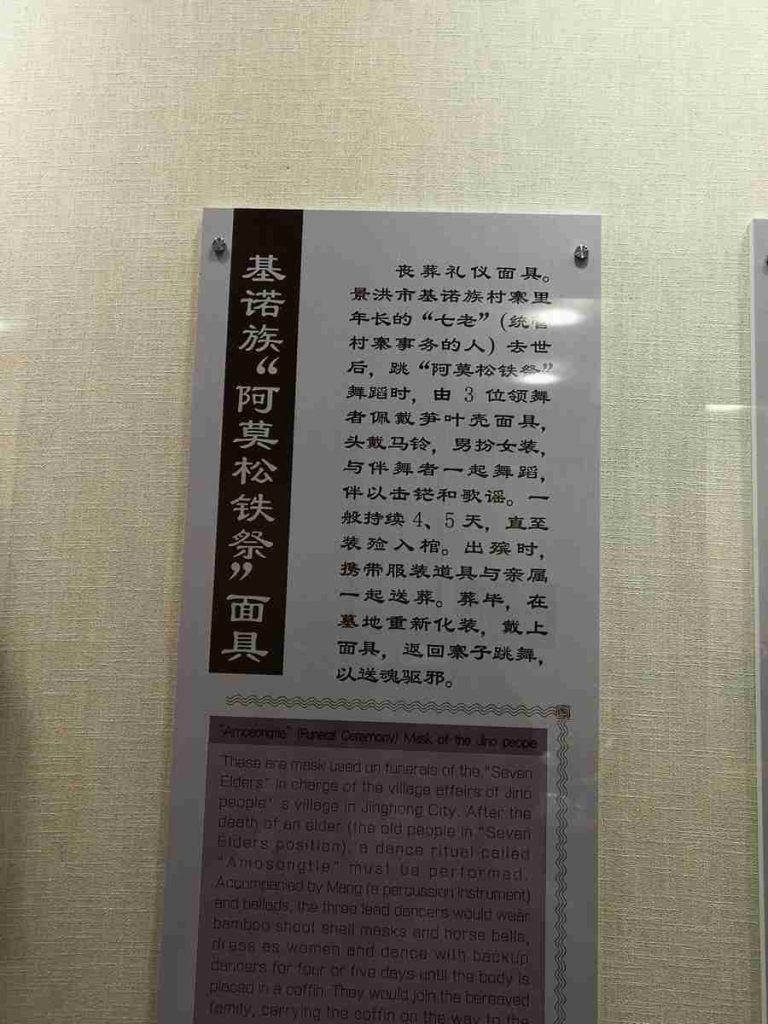 基诺族“阿莫松铁祭”面具
丧葬礼仪面具。
景洪市基诺族村寨里
年长的“七老”(统管
村寨事务的人)去世
后，跳“阿莫松铁祭”
舞蹈时，由 3 位领舞
者佩戴笋叶壳面具，
头戴马铃，男扮女装，
与伴舞者一起舞蹈，
伴以击铓和歌谣。一
般持续 4、5 天，直至
装殓入棺。出殡时，
携带服装道具与亲属
一起送葬。葬毕，在
墓地重新化装，戴上
面具，返回寨子跳舞，
以送魂驱邪。
"Amosongtie" (Funeral Ceremony) Mask of the Jino people
These are mask used un funerals of the "Seven
Elders" in charge of the village affairs of Jino
people' s village in Jinghong City. After the
death of an elder (the old people in "Seven
Elders position), a dance ritual called
"Amosongtie" must be performed.
Accompanied by Mang (a percussion instrument)
and ballads, the three lead dancers would wear
bamboo shoot shell masks and horse bells,
dress as women and dance with backup
dancers for four or five days until the body is
placed in a coffin. They would join the bereaved
family, carrying the coffin on the way to the